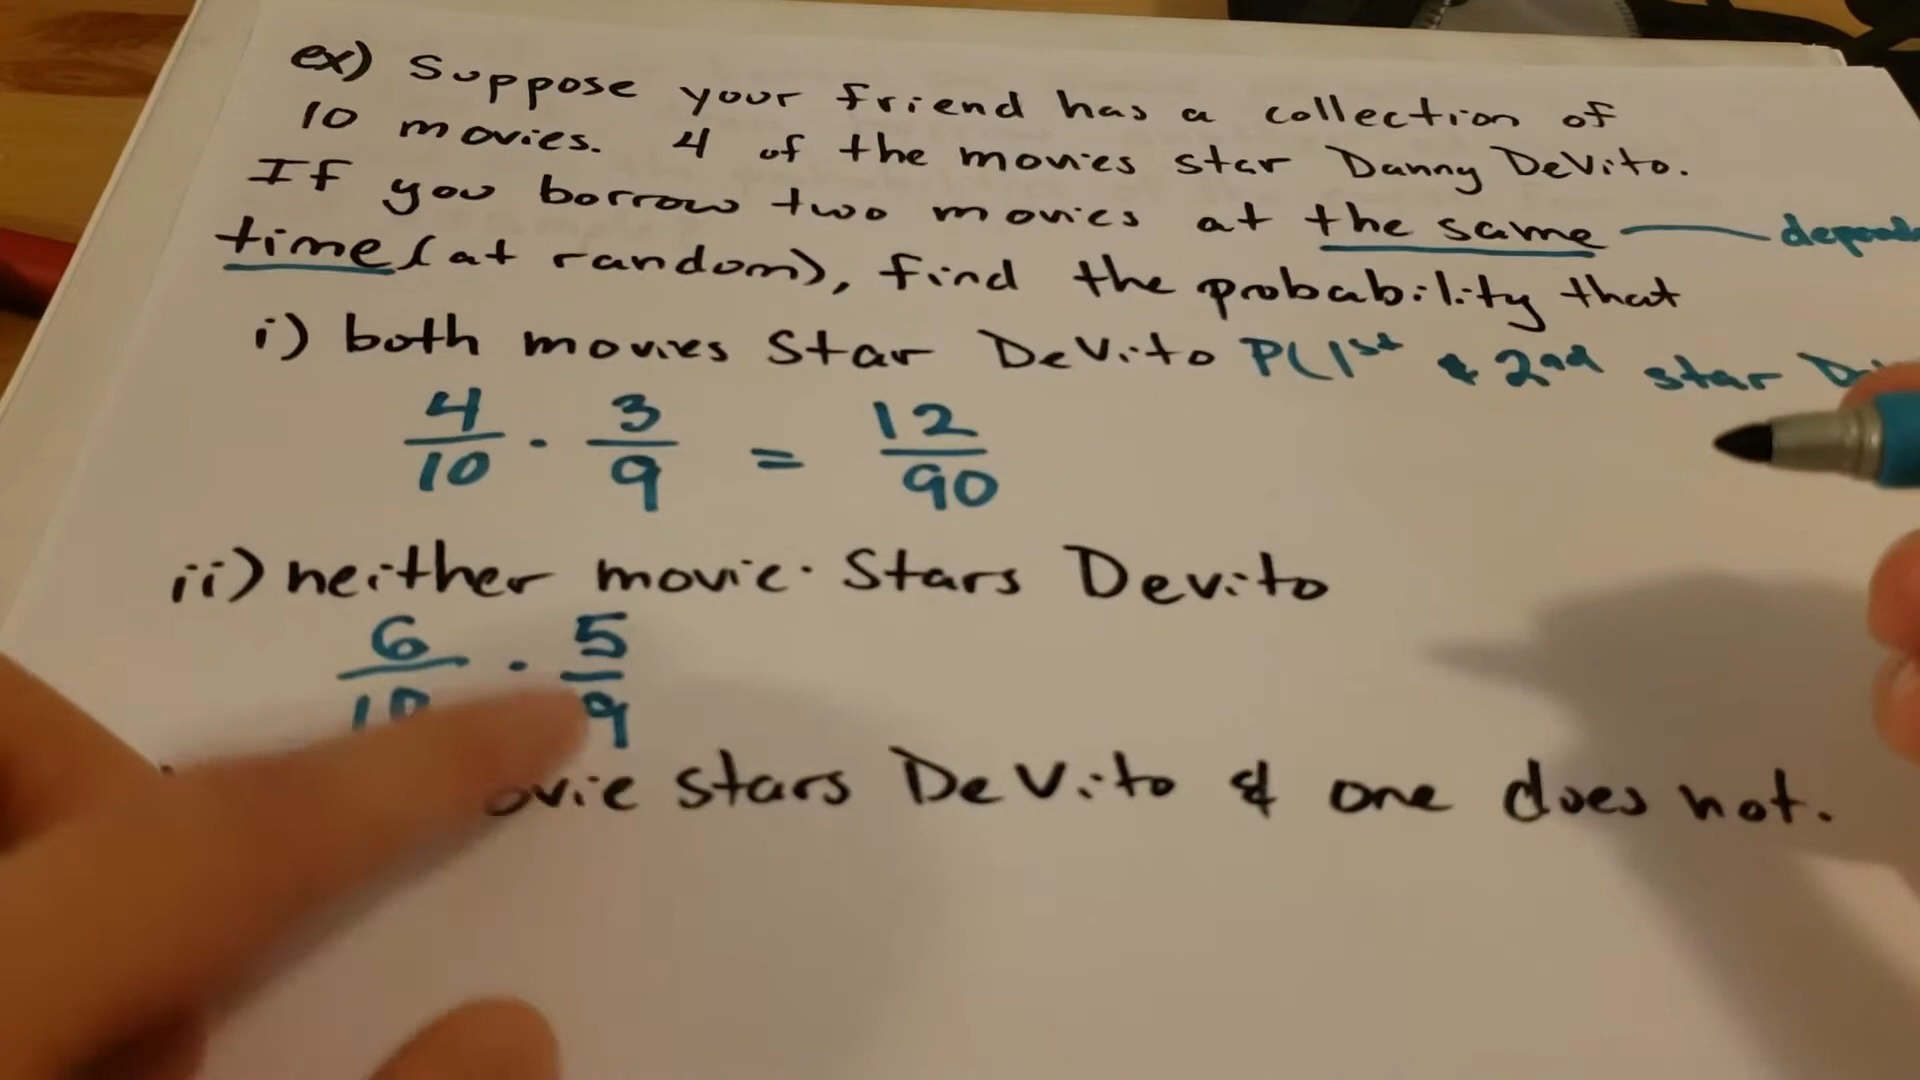 ex) Suppose your friend has a collection of
10 movies. 4 of the movies star Danny DeVito.
If you borrow two movies at the same
time (at random), find the probability that
i) both movies star DeVito P(1st & 2nd star
4/10 · 3/9 = 12/90
ii) neither movie stars Devito
6/10 · 5/9
stars DeVito & one does not.